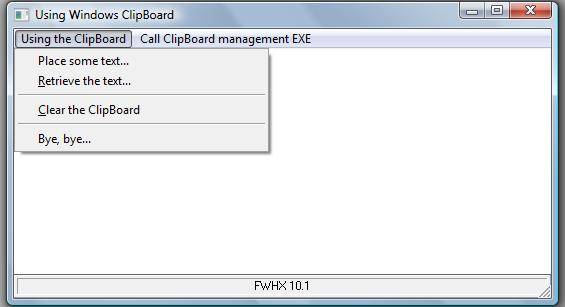 Using Windows ClipBoard
Using the ClipBoard Call ClipBoard management EXE
Place some text...
Retrieve the text...
Clear the ClipBoard
Bye, bye...
FWHX 10.1